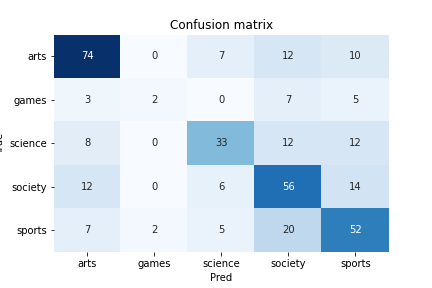 Confusion matrix
arts 74 0 7 12 10
games 3 2 0 7 5
science 8 0 33 12 12
society 12 0 6 56 14
sports 7 2 5 20 52
arts games science society sports
Pred